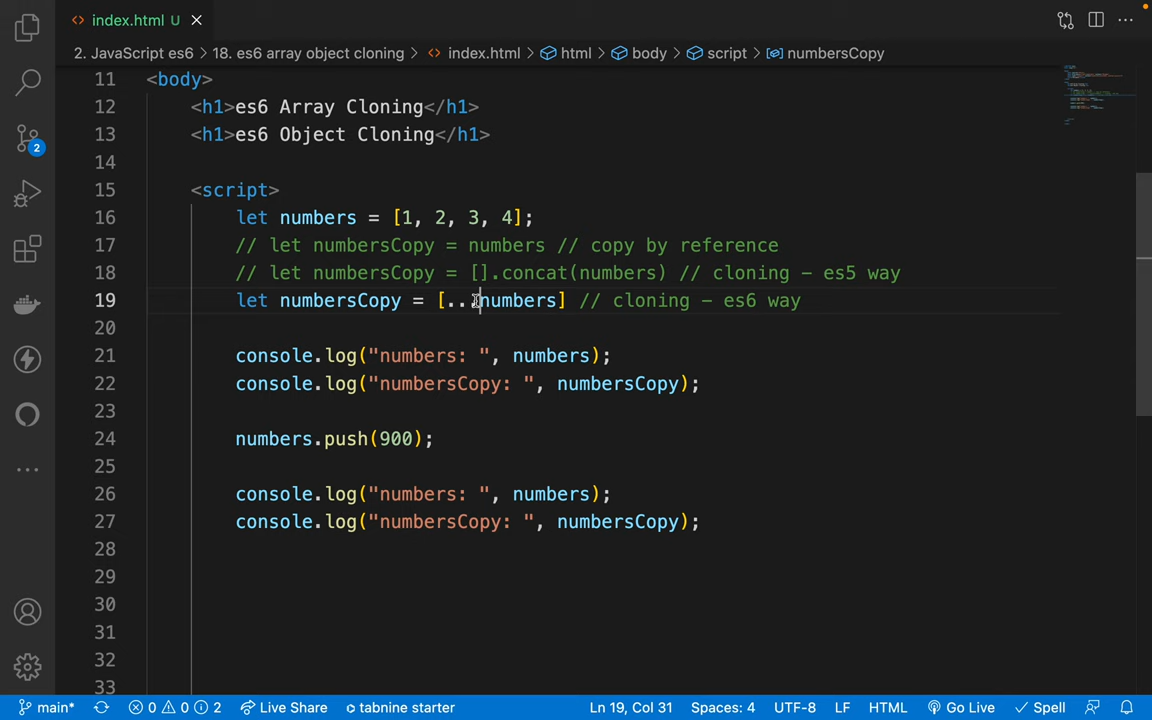 index.html U
2. JavaScript es6 > 18. es6 array object cloning > index.html > html > body > script > numbersCopy
11 <body>
12 <h1>es6 Array Cloning</h1>
13 <h1>es6 Object Cloning</h1>
14
15 <script>
16 let numbers = [1, 2, 3, 4];
17 // let numbersCopy = numbers // copy by reference
18 // let numbersCopy = [].concat(numbers) // cloning - es5 way
19 let numbersCopy = [...numbers] // cloning - es6 way
20
21 console.log("numbers: ", numbers);
22 console.log("numbersCopy: ", numbersCopy);
23
24 numbers.push(900);
25
26 console.log("numbers: ", numbers);
27 console.log("numbersCopy: ", numbersCopy);
28
29
30
31
32
33
2
main* 0 0 2 Live Share tabnine starter Ln 19, Col 31 Spaces: 4 UTF-8 LF HTML Go Live Spell